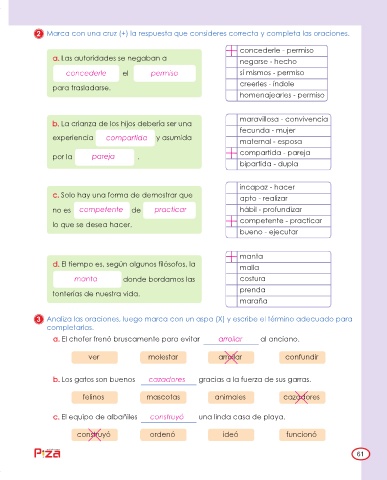 2 Marca con una cruz (+) la respuesta que consideres correcta y completa las oraciones.
a. Las autoridades se negaban a
concederle el permiso
para trasladarse.
concederle - permiso
negarse - hecho
sí mismos - permiso
creerles - índole
homenajearles - permiso
b. La crianza de los hijos debería ser una
experiencia compartida y asumida
por la pareja .
maravillosa - convivencia
fecunda - mujer
maternal - esposa
compartida - pareja
bipartida - dupla
c. Solo hay una forma de demostrar que
no es competente de practicar
lo que se desea hacer.
incapaz - hacer
apto - realizar
hábil - profundizar
competente - practicar
bueno - ejecutar
d. El tiempo es, según algunos filósofos, la
manta donde bordamos las
tonterías de nuestra vida.
manta
malla
costura
prenda
maraña
3 Analiza las oraciones, luego marca con un aspa (X) y escribe el término adecuado para
completarlas.
a. El chofer frenó bruscamente para evitar arrollar al anciano.
ver molestar arrollar confundir
b. Los gatos son buenos cazadores gracias a la fuerza de sus garras.
felinos mascotas animales cazadores
c. El equipo de albañiles construyó una linda casa de playa.
construyó ordenó ideó funcionó
61